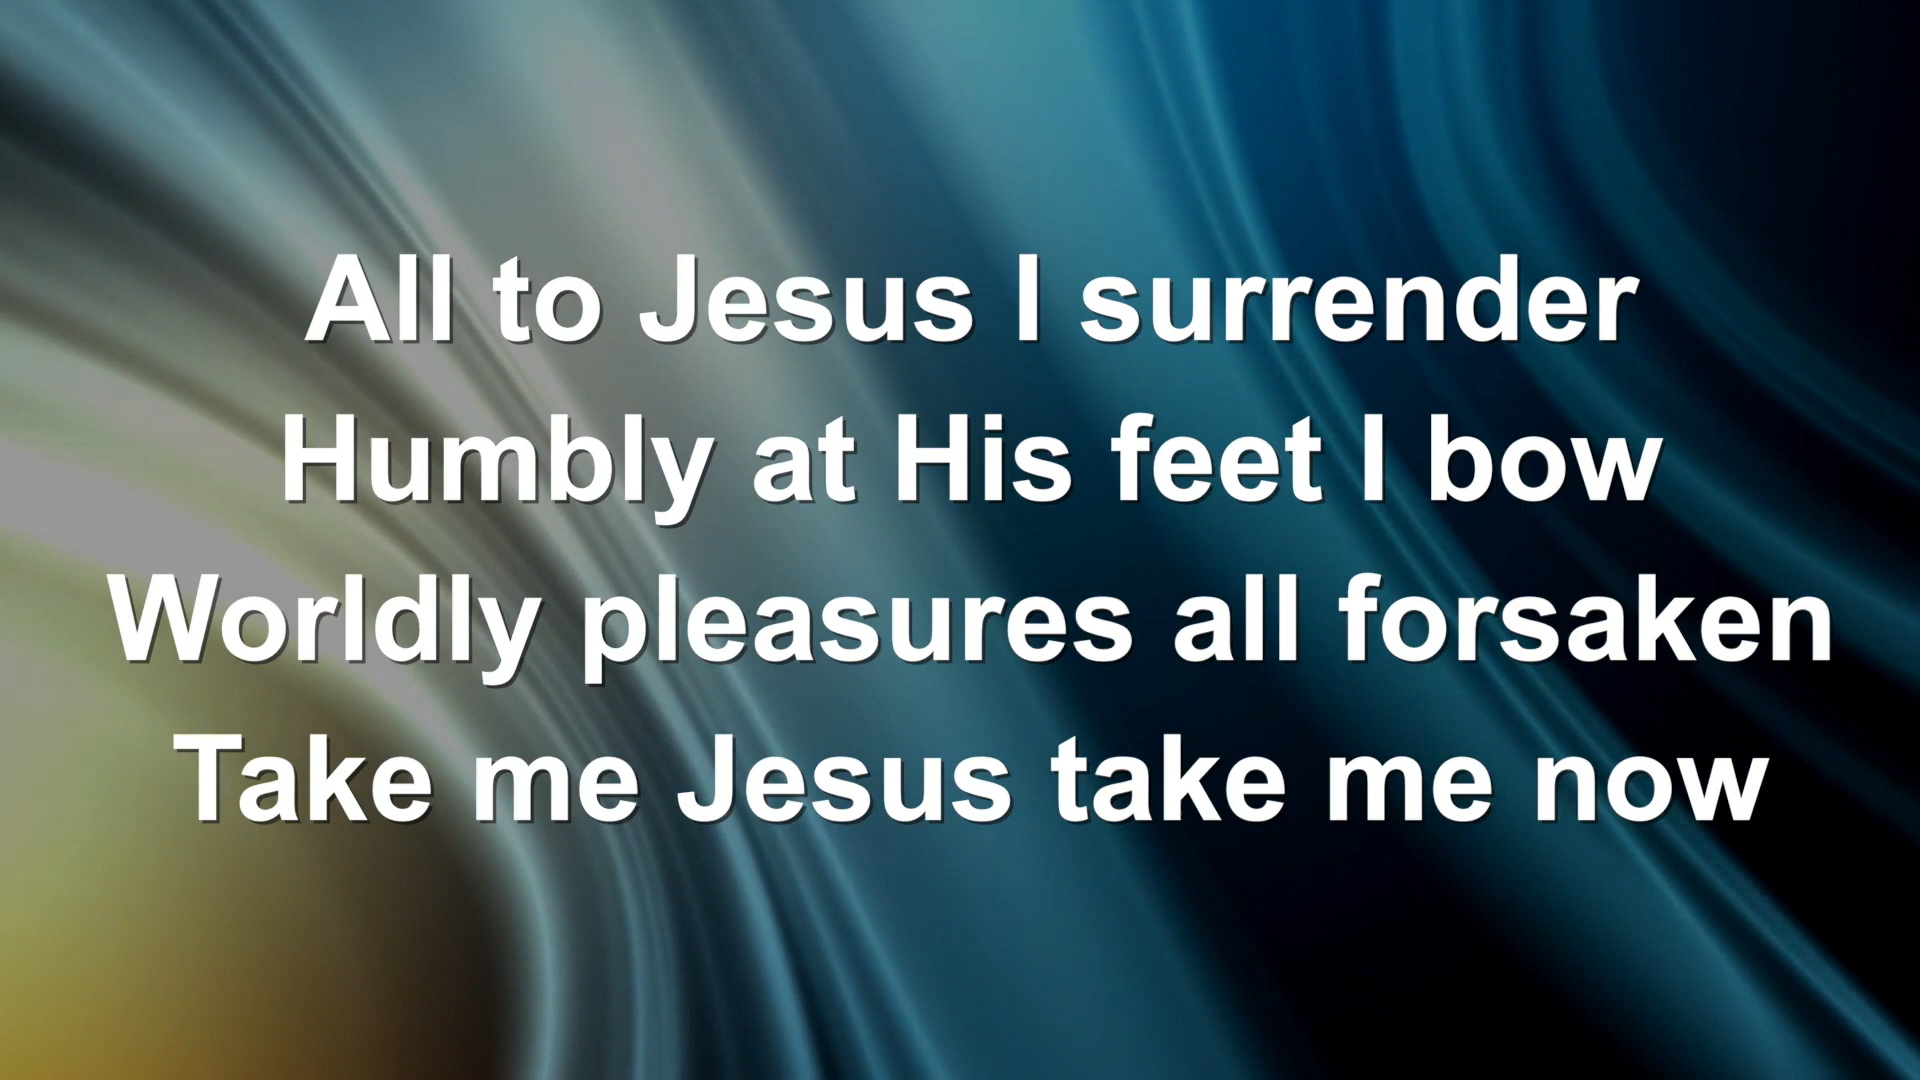 All to Jesus I surrender
Humbly at His feet I bow
Worldly pleasures all forsaken
Take me Jesus take me now